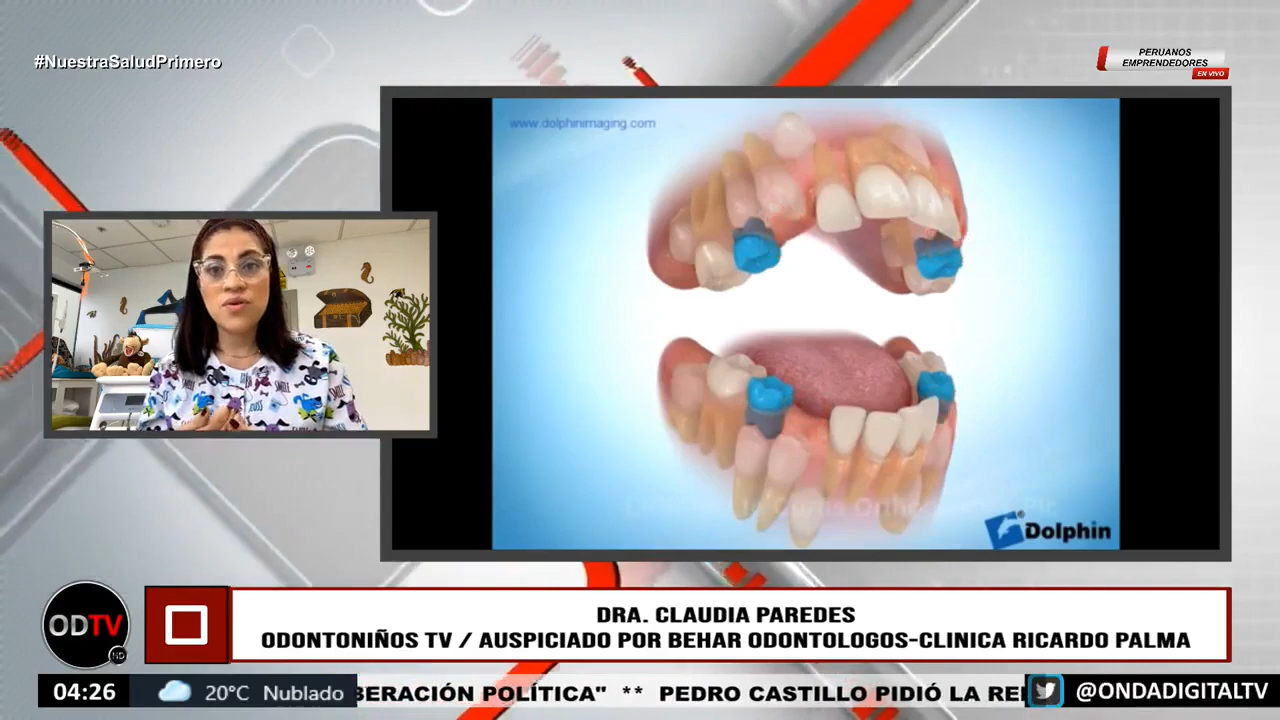 #NuestraSaludPrimero
PERUANOS
EMPRENDEDORES
EN VIVO
www.dolphinimaging.com
Dolphin
DRA. CLAUDIA PAREDES
ODONTONIÑOS TV / AUSPICIADO POR BEHAR ODONTOLOGOS-CLINICA RICARDO PALMA
ODTV
HD
04:26
20°C Nublado
BERACIÓN POLÍTICA" ** PEDRO CASTILLO PIDIÓ LA RE
@ONDADIGITALTV